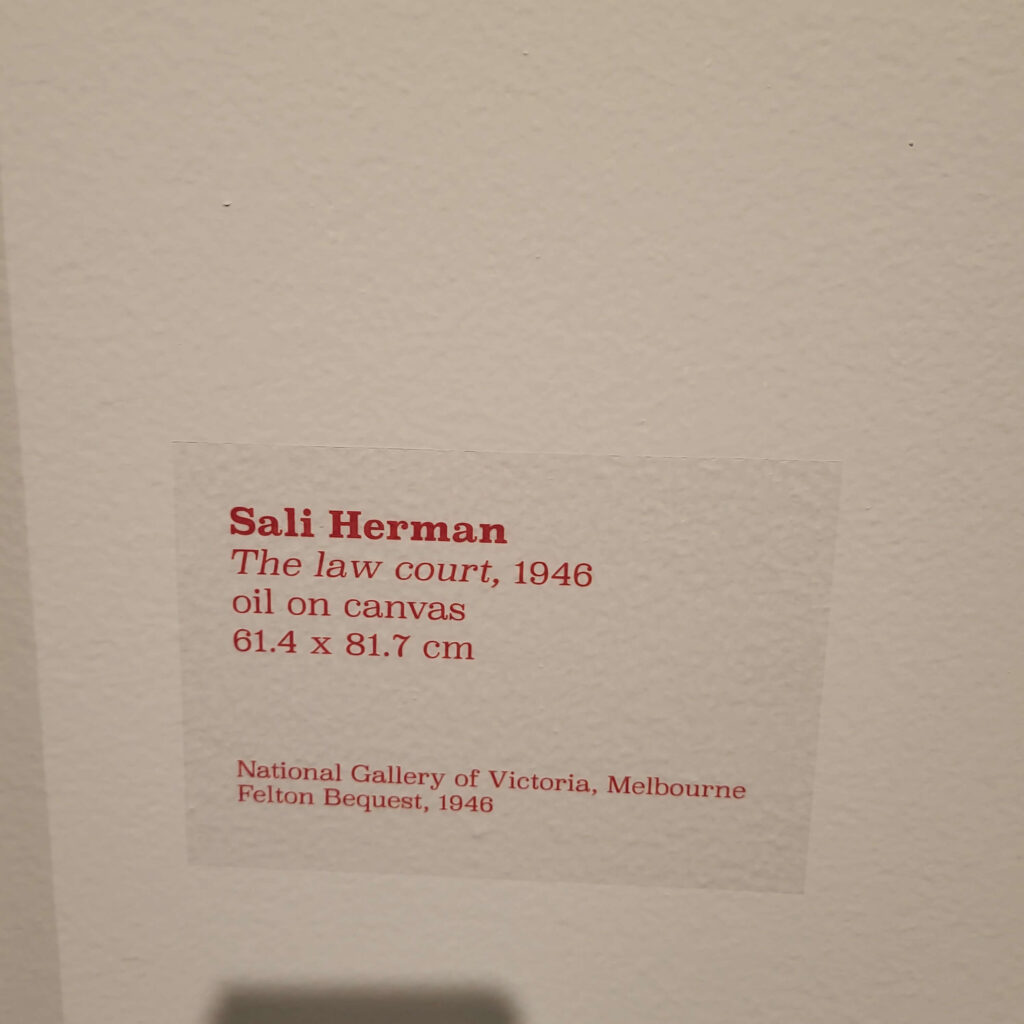 Sali Herman
The law court, 1946
oil on canvas
61.4 x 81.7 cm
National Gallery of Victoria, Melbourne
Felton Bequest, 1946